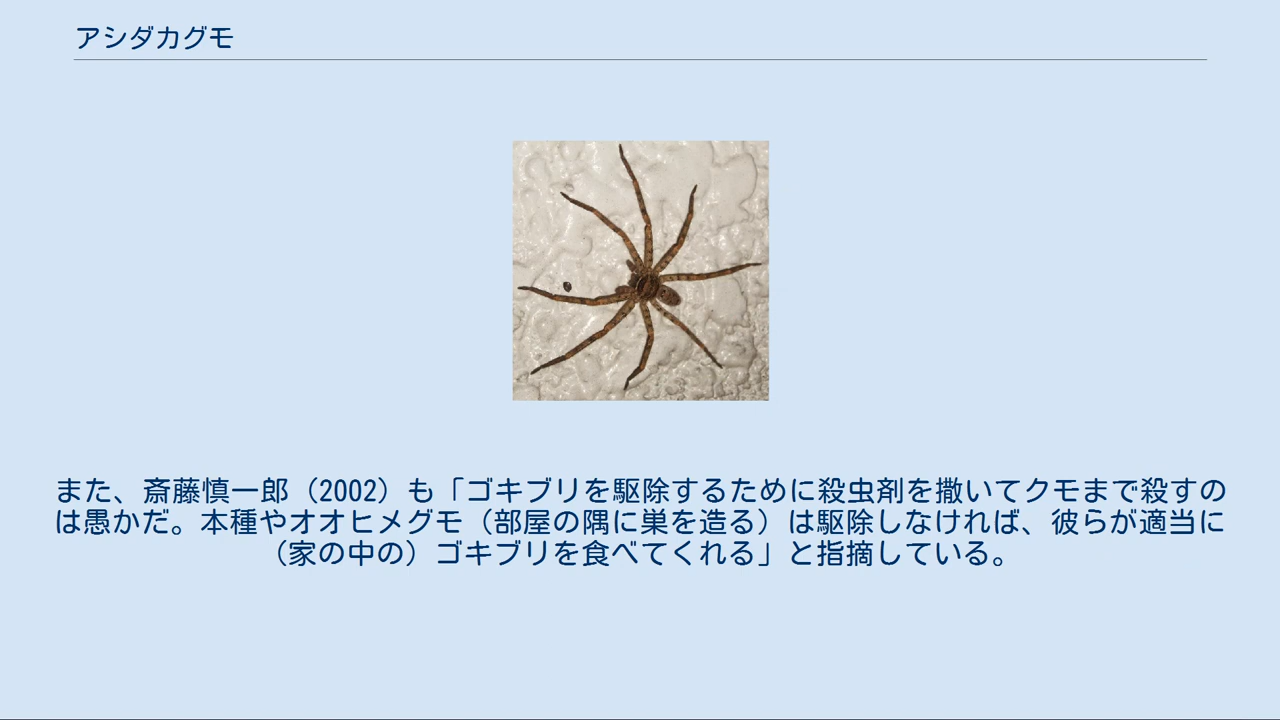 アシダカグモ
また、斎藤慎一郎（2002）も「ゴキブリを駆除するために殺虫剤を撒いてクモまで殺すの
は愚かだ。本種やオオヒメグモ（部屋の隅に巣を造る）は駆除しなければ、彼らが適当に
（家の中の）ゴキブリを食べてくれる」と指摘している。